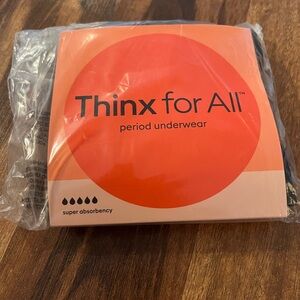 Thinx for All™
period underwear
super absorbency